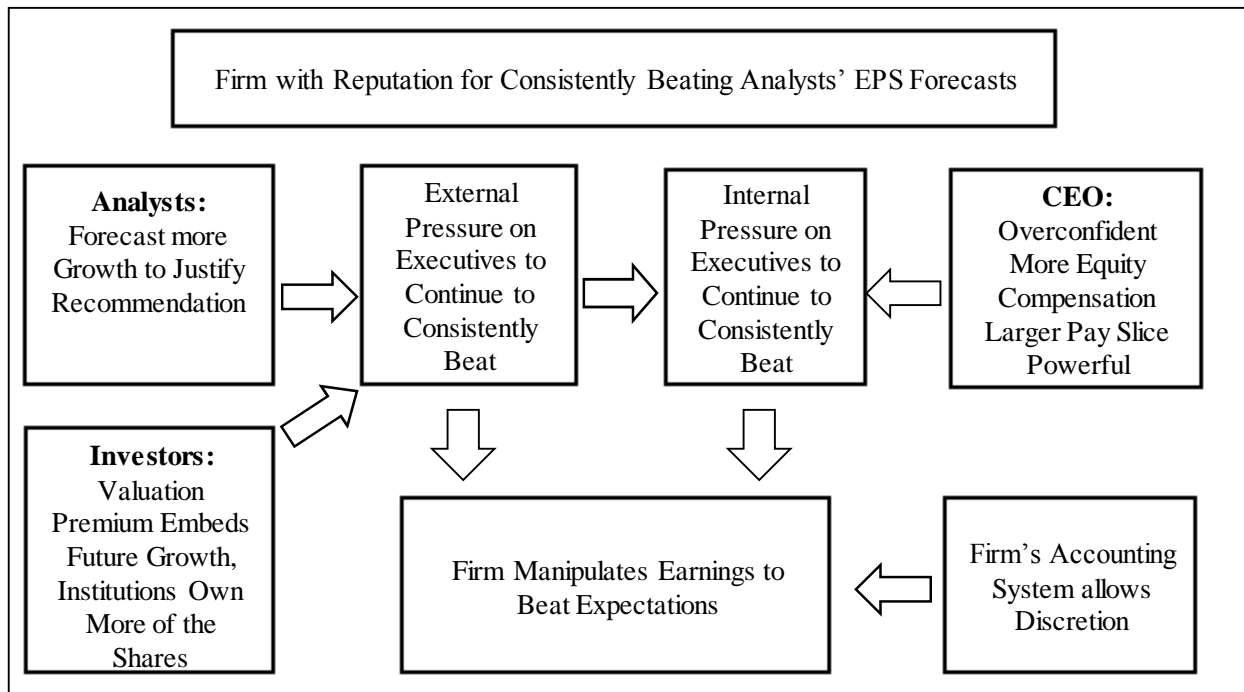 Firm with Reputation for Consistently Beating Analysts' EPS Forecasts
Analysts:
Forecast more
Growth to Justify
Recommendation
External
Pressure on
Executives to
Continue to
Consistently
Beat
Internal
Pressure on
Executives to
Continue to
Consistently
Beat
CEO:
Overconfident
More Equity
Compensation
Larger Pay Slice
Powerful
Investors:
Valuation
Premium Embeds
Future Growth,
Institutions Own
More of the
Shares
Firm Manipulates Earnings to
Beat Expectations
Firm's Accounting
System allows
Discretion